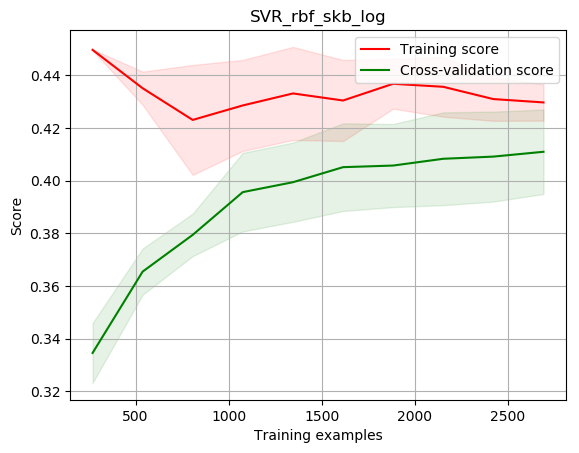 SVR_rbf_skb_log
Training score
Cross-validation score
0.44
0.42
0.40
0.38
0.36
0.34
0.32
Score
500 1000 1500 2000 2500
Training examples